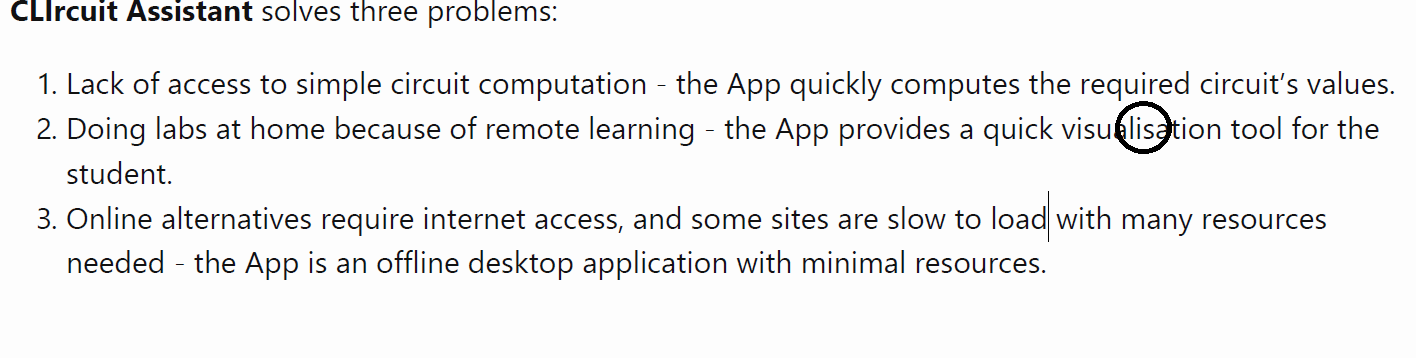 CLIrcuit Assistant solves three problems:
1. Lack of access to simple circuit computation - the App quickly computes the required circuit's values.
2. Doing labs at home because of remote learning - the App provides a quick visualisation tool for the
student.
3. Online alternatives require internet access, and some sites are slow to load with many resources
needed - the App is an offline desktop application with minimal resources.